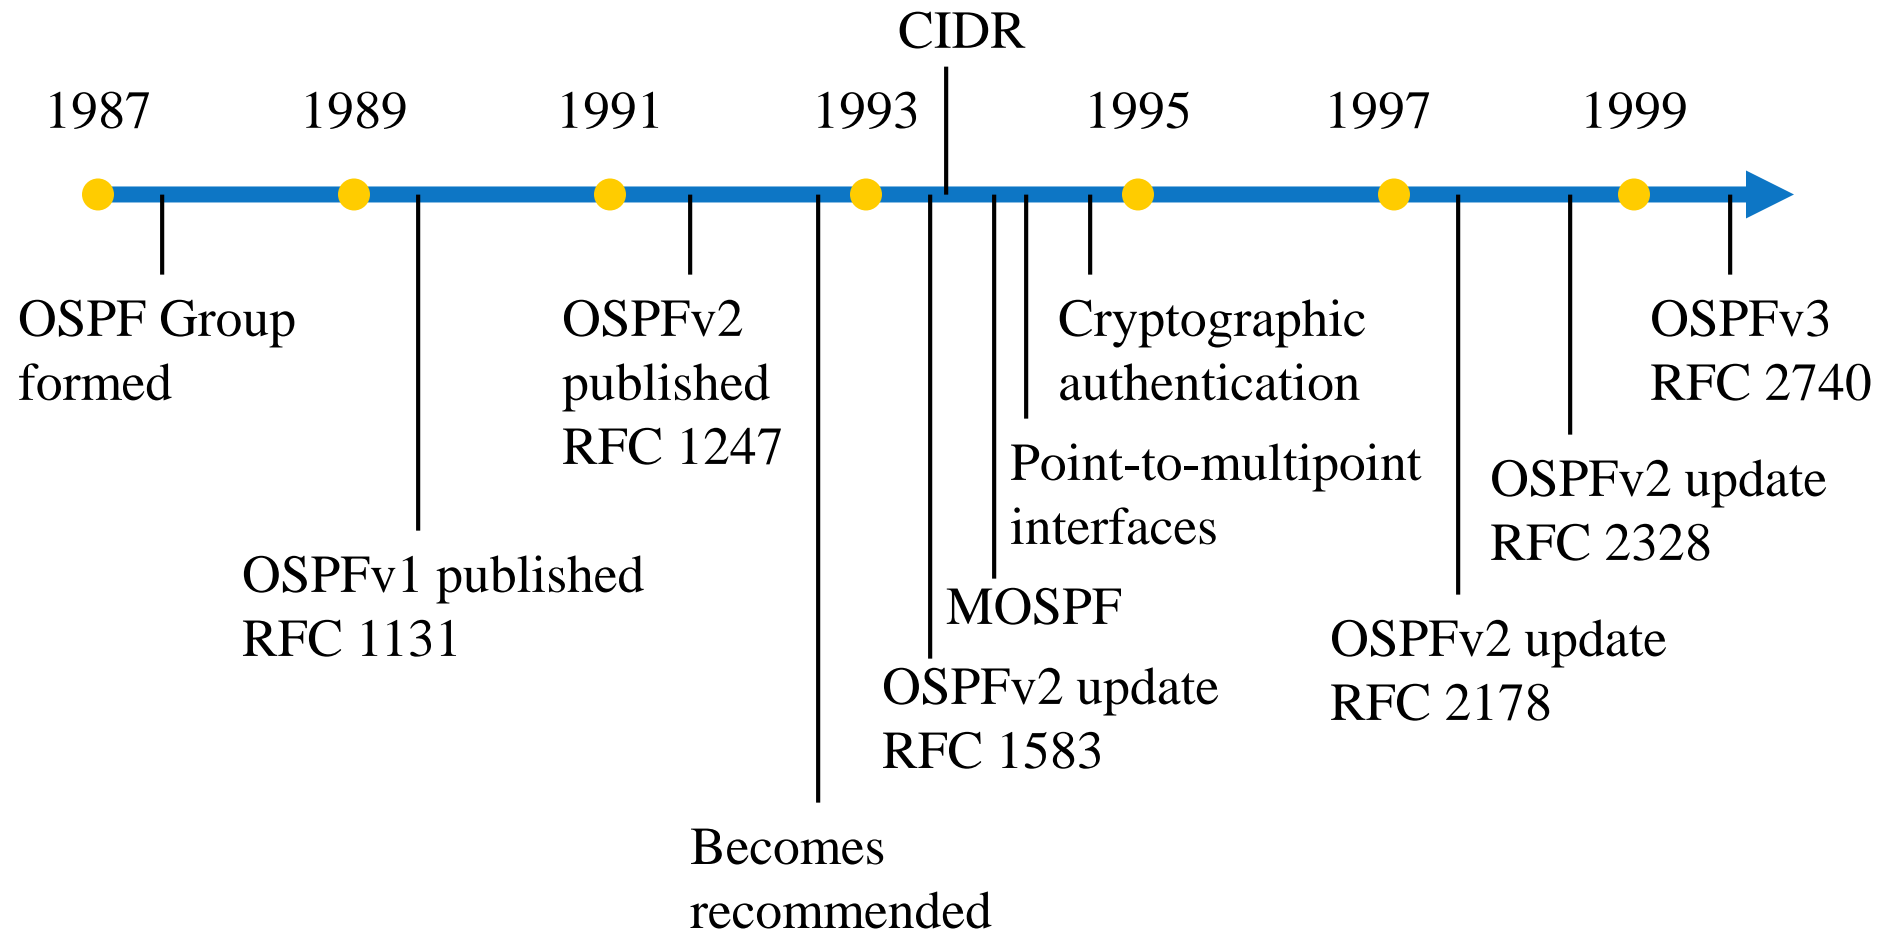 CIDR
1987 1989 1991 1993 1995 1997 1999
OSPF Group
formed
OSPFv1 published
RFC 1131
OSPFv2
published
RFC 1247
Becomes
recommended
OSPFv2 update
RFC 1583
MOSPF
Point-to-multipoint
interfaces
Cryptographic
authentication
OSPFv2 update
RFC 2178
OSPFv2 update
RFC 2328
OSPFv3
RFC 2740